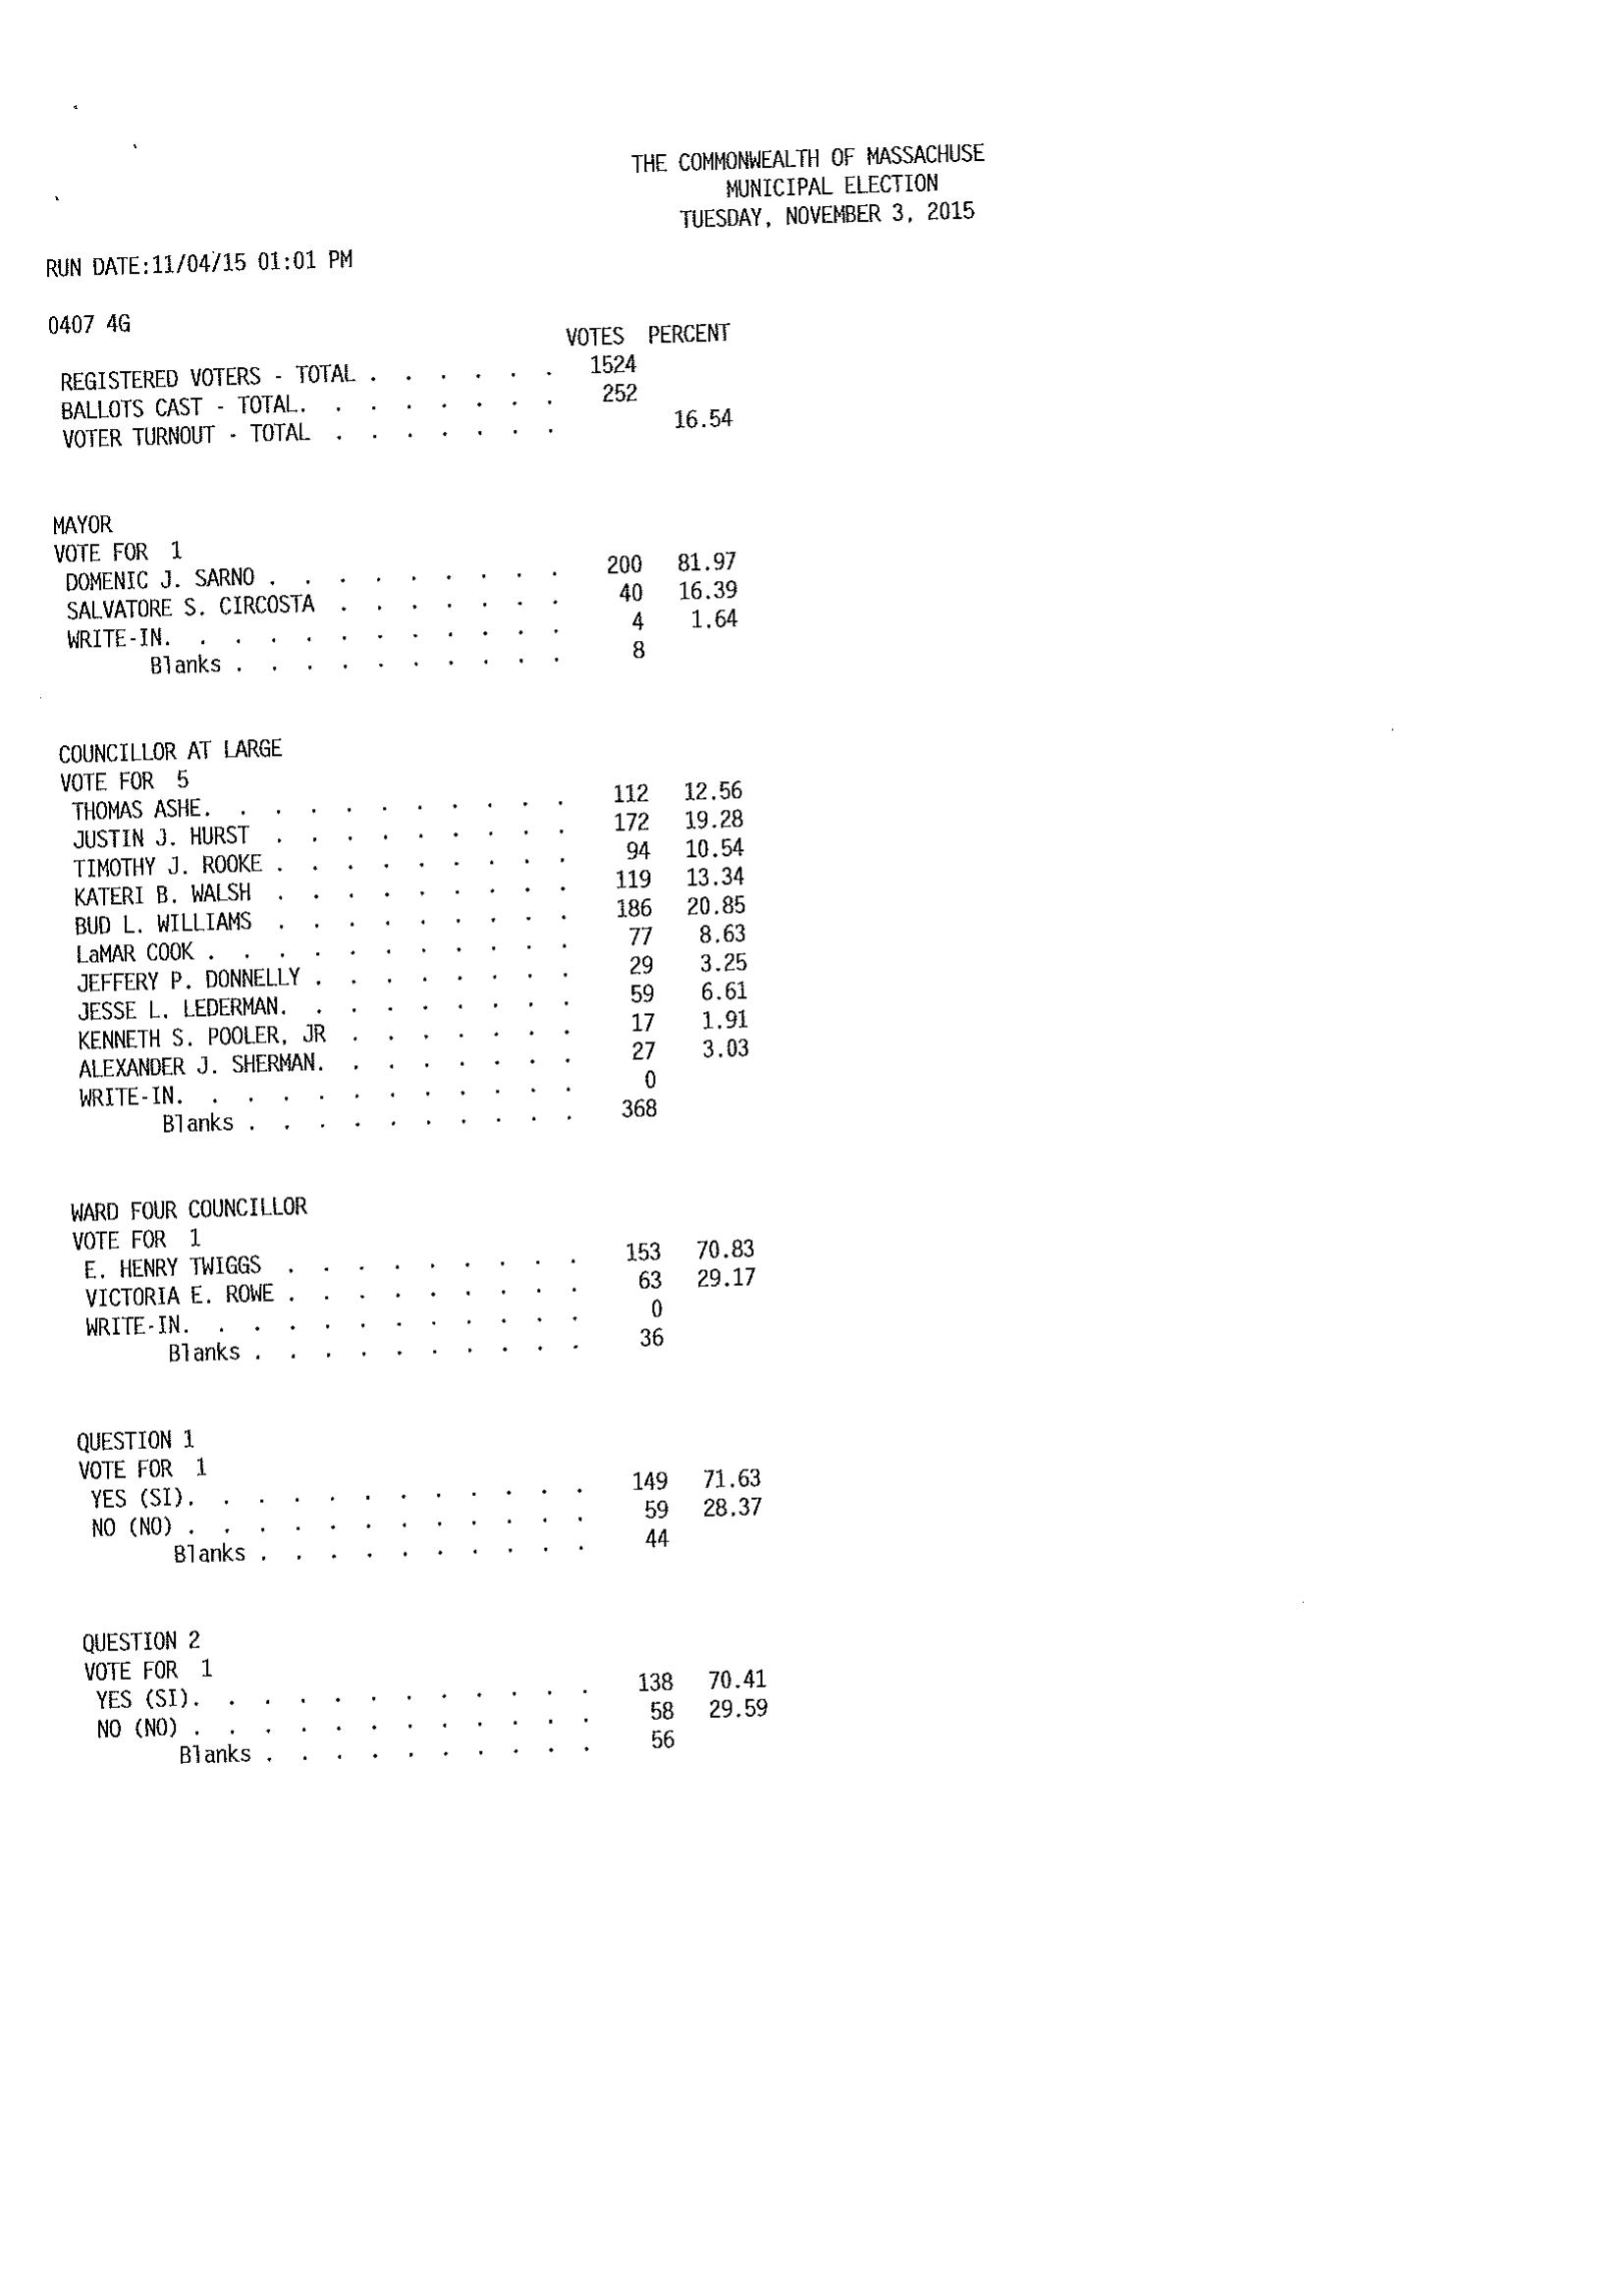 THE COMMONWEALTH OF MASSACHUSE
MUNICIPAL ELECTION
TUESDAY, NOVEMBER 3, 2015
RUN DATE:11/04/15 01:01 PM
0407 4G
VOTES PERCENT
REGISTERED VOTERS - TOTAL . . . . . . 1524
BALLOTS CAST - TOTAL. . . . . . . . 252
VOTER TURNOUT - TOTAL . . . . . . . 16.54
MAYOR
VOTE FOR 1
DOMENIC J. SARNO . . . . . . . . . 200 81.97
SALVATORE S. CIRCOSTA . . . . . . . 40 16.39
WRITE-IN. . . . . . . . . . . . 4 1.64
Blanks . . . . . . . . . . 8
COUNCILLOR AT LARGE
VOTE FOR 5
THOMAS ASHE. . . . . . . . . . . 112 12.56
JUSTIN J. HURST . . . . . . . . . 172 19.28
TIMOTHY J. ROOKE . . . . . . . . . 94 10.54
KATERI B. WALSH . . . . . . . . . 119 13.34
BUD L. WILLIAMS . . . . . . . . . 186 20.85
LaMAR COOK . . . . . . . . . . . 77 8.63
JEFFERY P. DONNELLY . . . . . . . . 29 3.25
JESSE L. LEDERMAN. . . . . . . . . 59 6.61
KENNETH S. POOLER, JR . . . . . . . 17 1.91
ALEXANDER J. SHERMAN. . . . . . . . 27 3.03
WRITE-IN. . . . . . . . . . . . 0
Blanks . . . . . . . . . . 368
WARD FOUR COUNCILLOR
VOTE FOR 1
E. HENRY TWIGGS . . . . . . . . . 153 70.83
VICTORIA E. ROWE . . . . . . . . . 63 29.17
WRITE-IN. . . . . . . . . . . . 0
Blanks . . . . . . . . . . 36
QUESTION 1
VOTE FOR 1
YES (SI). . . . . . . . . . . . 149 71.63
NO (NO) . . . . . . . . . . . . 59 28.37
Blanks . . . . . . . . . . 44
QUESTION 2
VOTE FOR 1
YES (SI). . . . . . . . . . . . 138 70.41
NO (NO) . . . . . . . . . . . . 58 29.59
Blanks . . . . . . . . . . 56